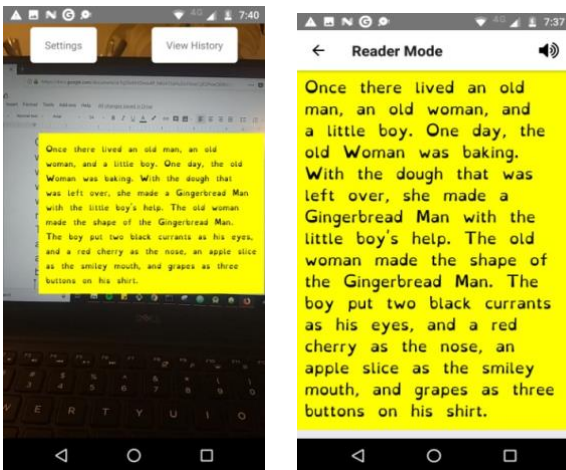 7:40
Settings
View History
Once there lived an old man, an old
woman, and a little boy. One day, the old
Woman was baking. With the dough that
was left over, she made a Gingerbread Man
with the little boy's help. The old woman
made the shape of the Gingerbread Man.
The boy put two black currants as his eyes,
and a red cherry as the nose, an apple slice
as the smiley mouth, and grapes as three
buttons on his shirt.
DELL
E R T Y U I O
4G 7:37
Reader Mode
Once there lived an old
man, an old woman, and
a little boy. One day, the
old Woman was baking.
With the dough that was
left over, she made a
Gingerbread Man with the
little boy's help. The old
woman made the shape of
the Gingerbread Man. The
boy put two black currants
as his eyes, and a red
cherry as the nose, an
apple slice as the smiley
mouth, and grapes as three
buttons on his shirt.